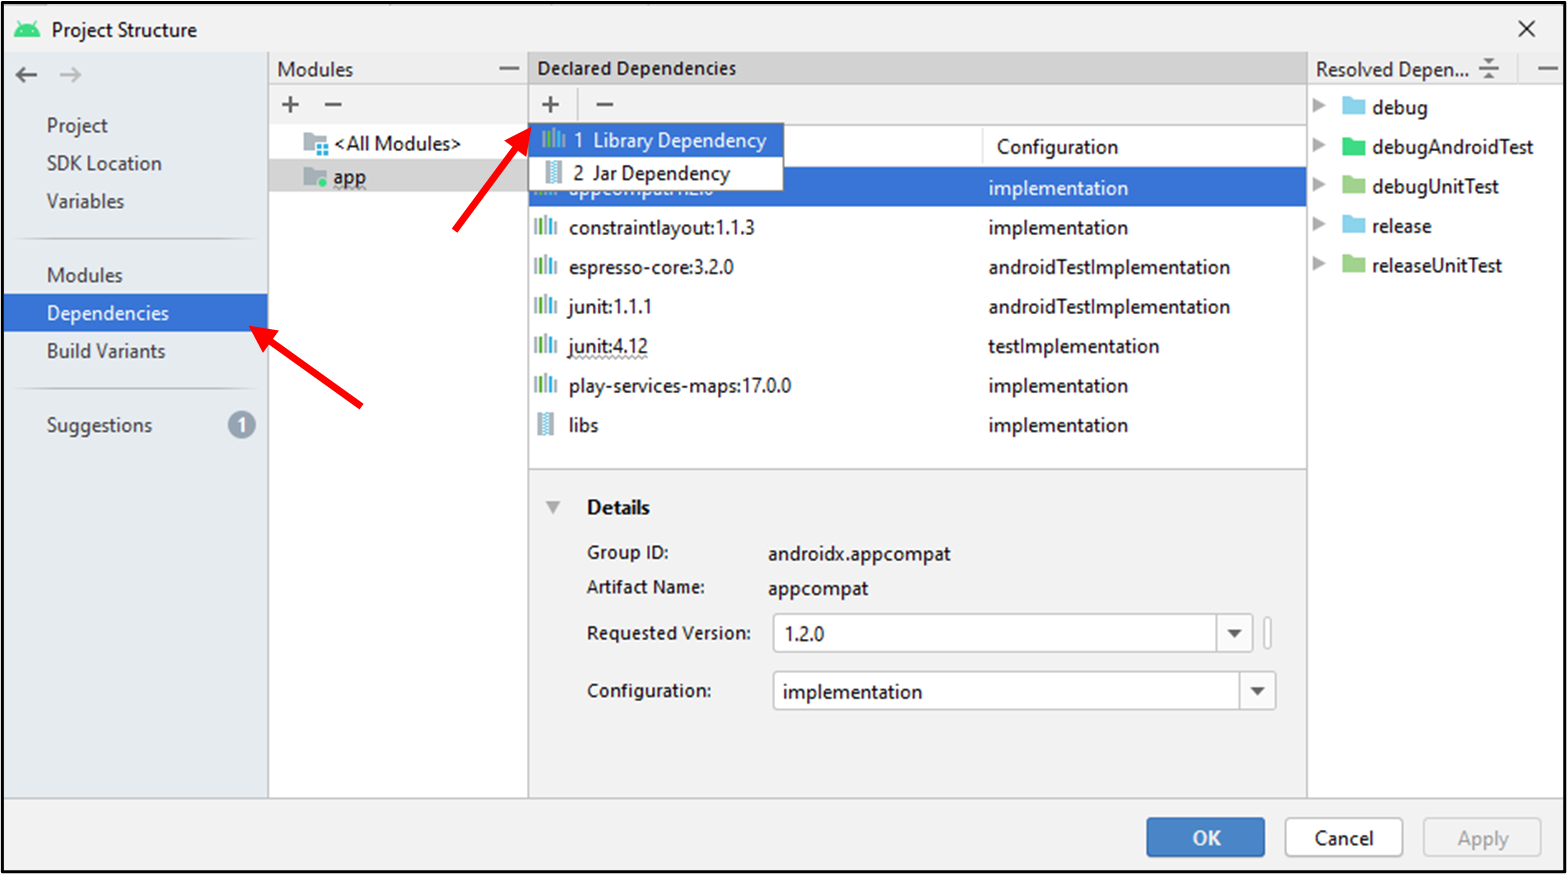 Project Structure
Project
SDK Location
Variables
Modules
Dependencies
Build Variants
Suggestions 1
Modules
<All Modules>
app
Declared Dependencies
1 Library Dependency
2 Jar Dependency
Configuration
appcompat:1.2.0 implementation
constraintlayout:1.1.3 implementation
espresso-core:3.2.0 androidTestImplementation
junit:1.1.1 androidTestImplementation
junit:4.12 testImplementation
play-services-maps:17.0.0 implementation
libs implementation
Details
Group ID: androidx.appcompat
Artifact Name: appcompat
Requested Version: 1.2.0
Configuration: implementation
Resolved Depen...
debug
debugAndroidTest
debugUnitTest
release
releaseUnitTest
OK Cancel Apply